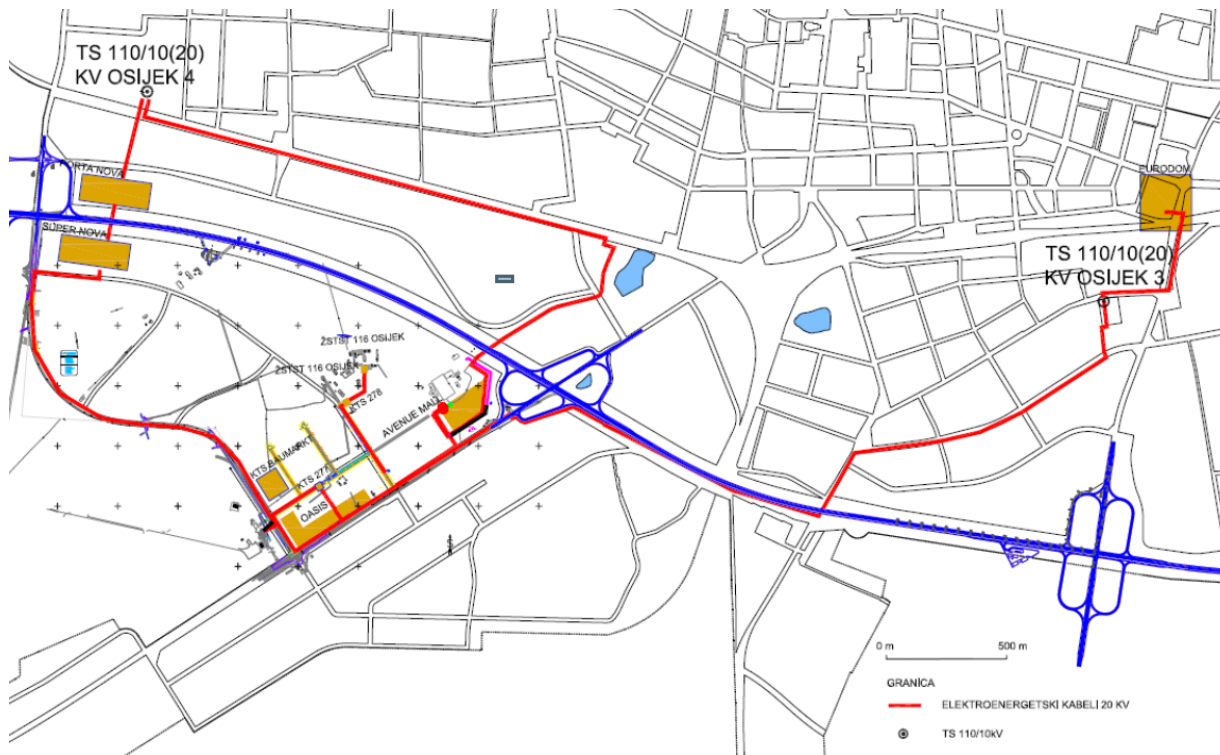 TS 110/10(20)
KV OSIJEK 4
PORTA NOVA
SUPER NOVA
EURODOM
TS 110/10(20)
KV OSIJEK 3
ŽSTST 116 OSIJEK
ŽSTST 116 OSIJEK
KTS 278
AVENUE MALL
KTS BAUMARKT
KTS 277
OASIS
0 m
500 m
GRANICA
ELEKTROENERGETSKI KABELI 20 KV
TS 110/10kV